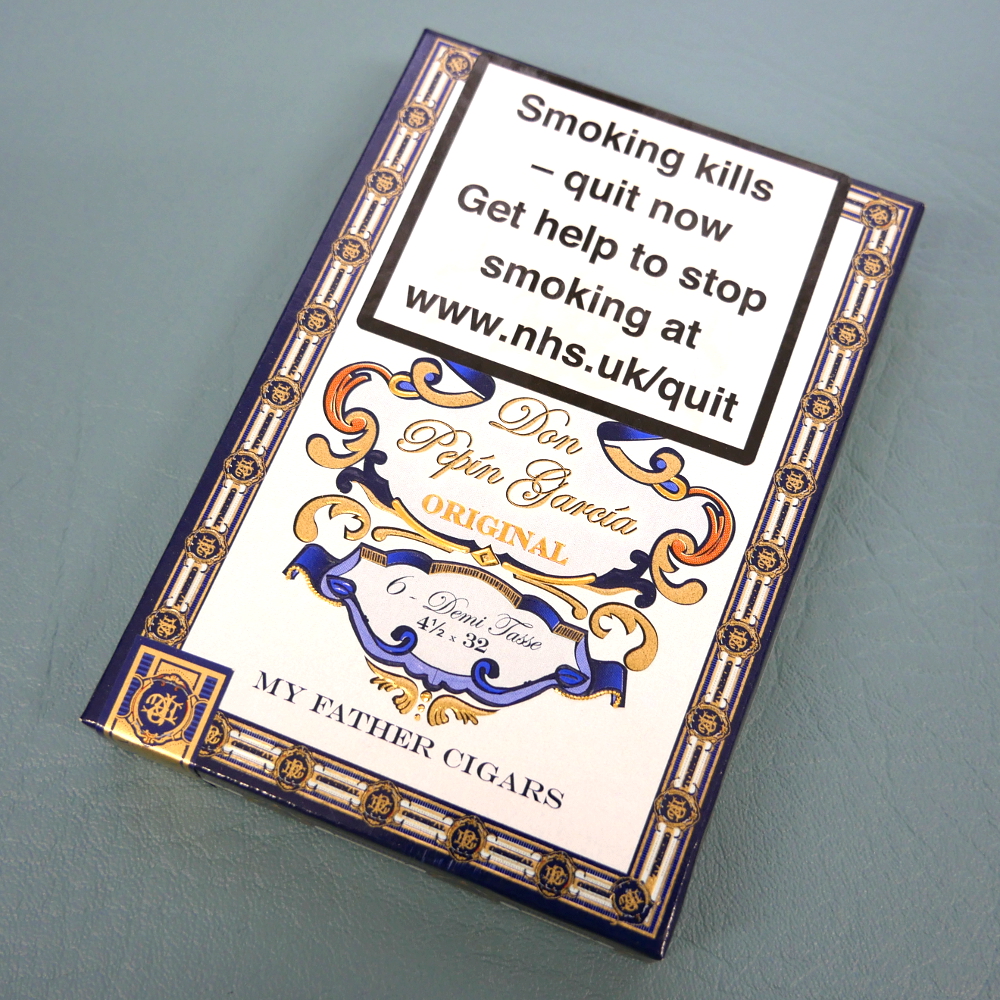 Smoking kills
– quit now
Get help to stop
smoking at
www.nhs.uk/quit
Don
Pepín García
ORIGINAL
6 - Demi Tasse
4½ x 32
MY FATHER CIGARS